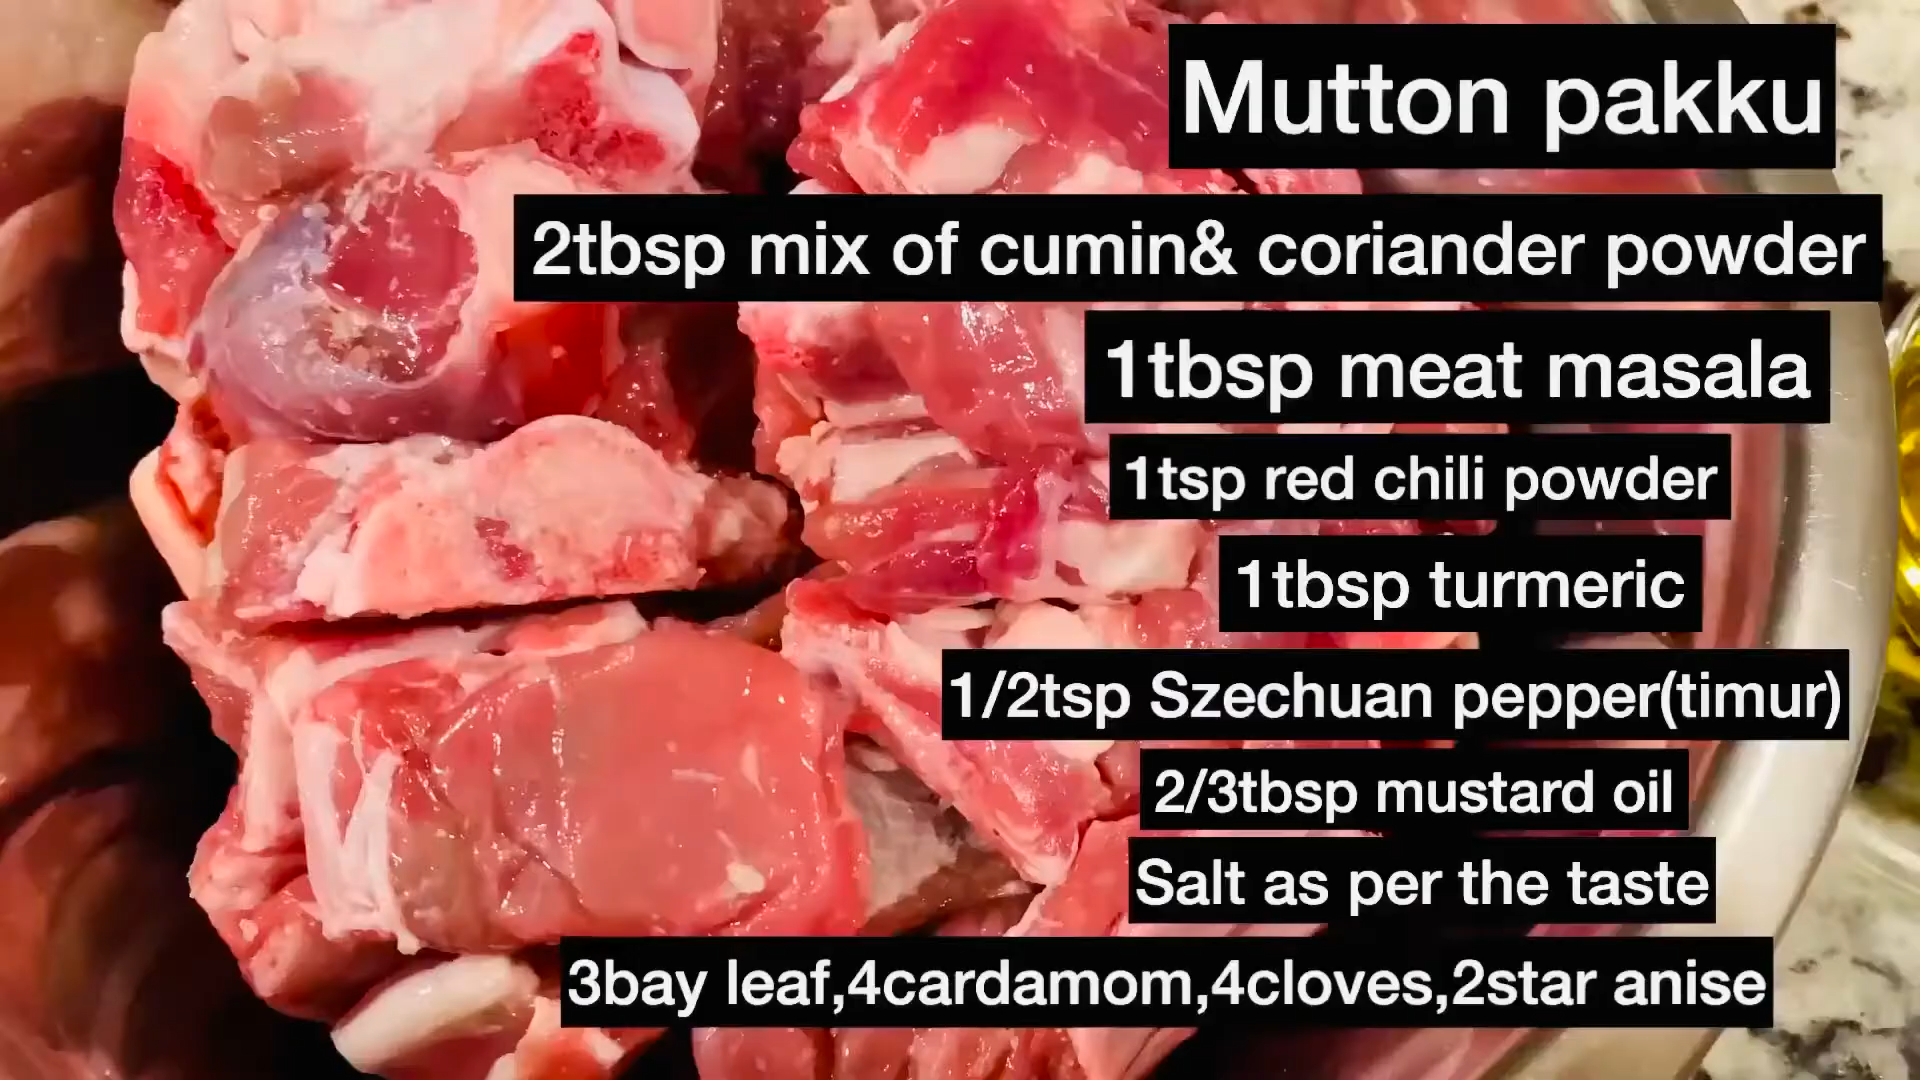 Mutton pakku
2tbsp mix of cumin& coriander powder
1tbsp meat masala
1tsp red chili powder
1tbsp turmeric
1/2tsp Szechuan pepper(timur)
2/3tbsp mustard oil
Salt as per the taste
3bay leaf,4cardamom,4cloves,2star anise